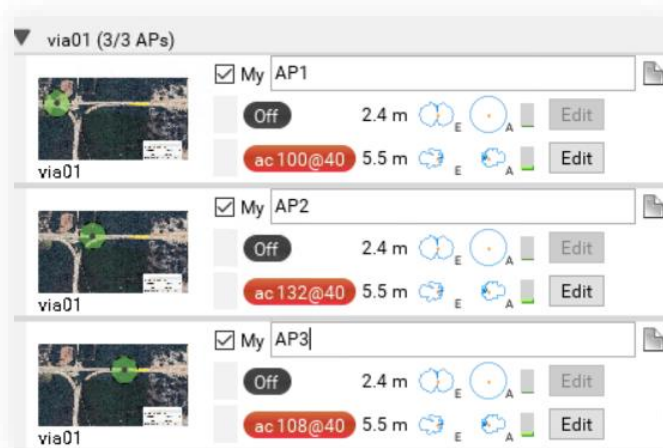 via01 (3/3 APs)
My AP1
Off 2.4 m E A Edit
ac 100@40 5.5 m E A Edit
via01
My AP2
Off 2.4 m E A Edit
ac 132@40 5.5 m E A Edit
via01
My AP3
Off 2.4 m E A Edit
ac 108@40 5.5 m E A Edit
via01